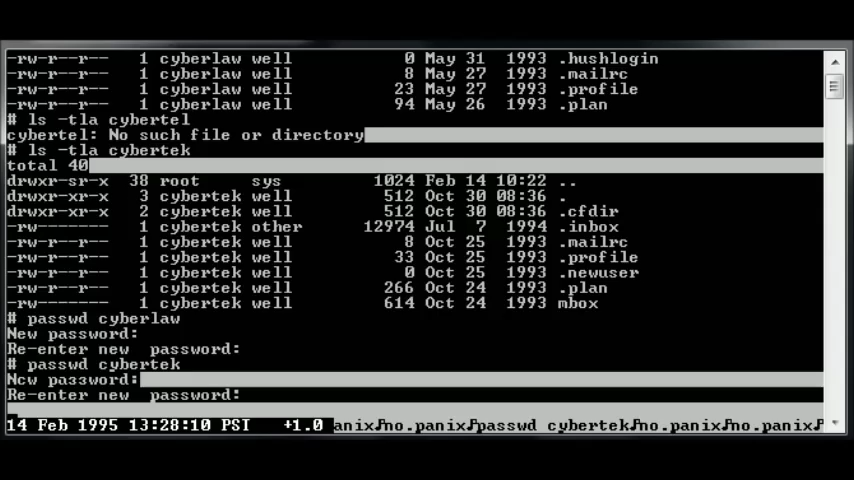 -rw-r--r-- 1 cyberlaw well 0 May 31 1993 .hushlogin
-rw-r--r-- 1 cyberlaw well 8 May 27 1993 .mailrc
-rw-r--r-- 1 cyberlaw well 23 May 27 1993 .profile
-rw-r--r-- 1 cyberlaw well 94 May 26 1993 .plan
# ls -tla cybertel
cybertel: No such file or directory
# ls -tla cybertek
total 40
drwxr-sr-x 38 root sys 1024 Feb 14 10:22 ..
drwxr-xr-x 3 cybertek well 512 Oct 30 08:36 .
drwxr-xr-x 2 cybertek well 512 Oct 30 08:36 .cfdir
-rw------- 1 cybertek other 12974 Jul 7 1994 .inbox
-rw-r--r-- 1 cybertek well 8 Oct 25 1993 .mailrc
-rw-r--r-- 1 cybertek well 33 Oct 25 1993 .profile
-rw-r--r-- 1 cybertek well 0 Oct 25 1993 .newuser
-rw-r--r-- 1 cybertek well 266 Oct 24 1993 .plan
-rw------- 1 cybertek well 614 Oct 24 1993 mbox
# passwd cyberlaw
New password:
Re-enter new password:
# passwd cybertek
New password:
Re-enter new password:
14 Feb 1995 13:28:10 PST +1.0 anix♪no.panix♪passwd cybertek♪no.panix♪no.panix♪